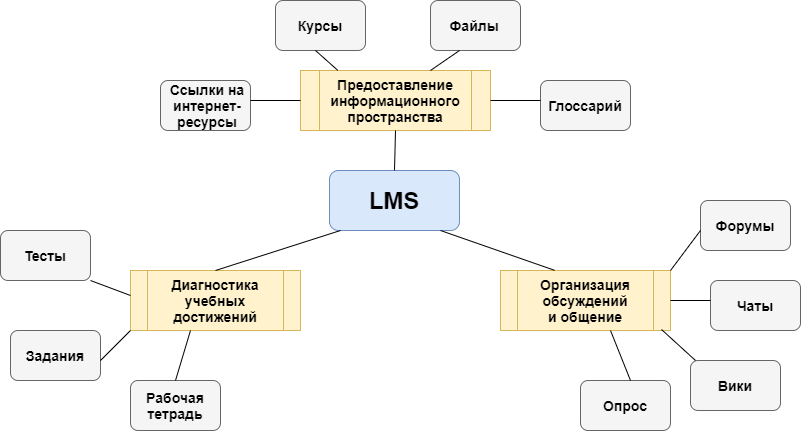 Курсы
Файлы
Ссылки на
интернет-
ресурсы
Предоставление
информационного
пространства
Глоссарий
LMS
Тесты
Диагностика
учебных
достижений
Задания
Рабочая
тетрадь
Организация
обсуждений
и общение
Форумы
Чаты
Вики
Опрос